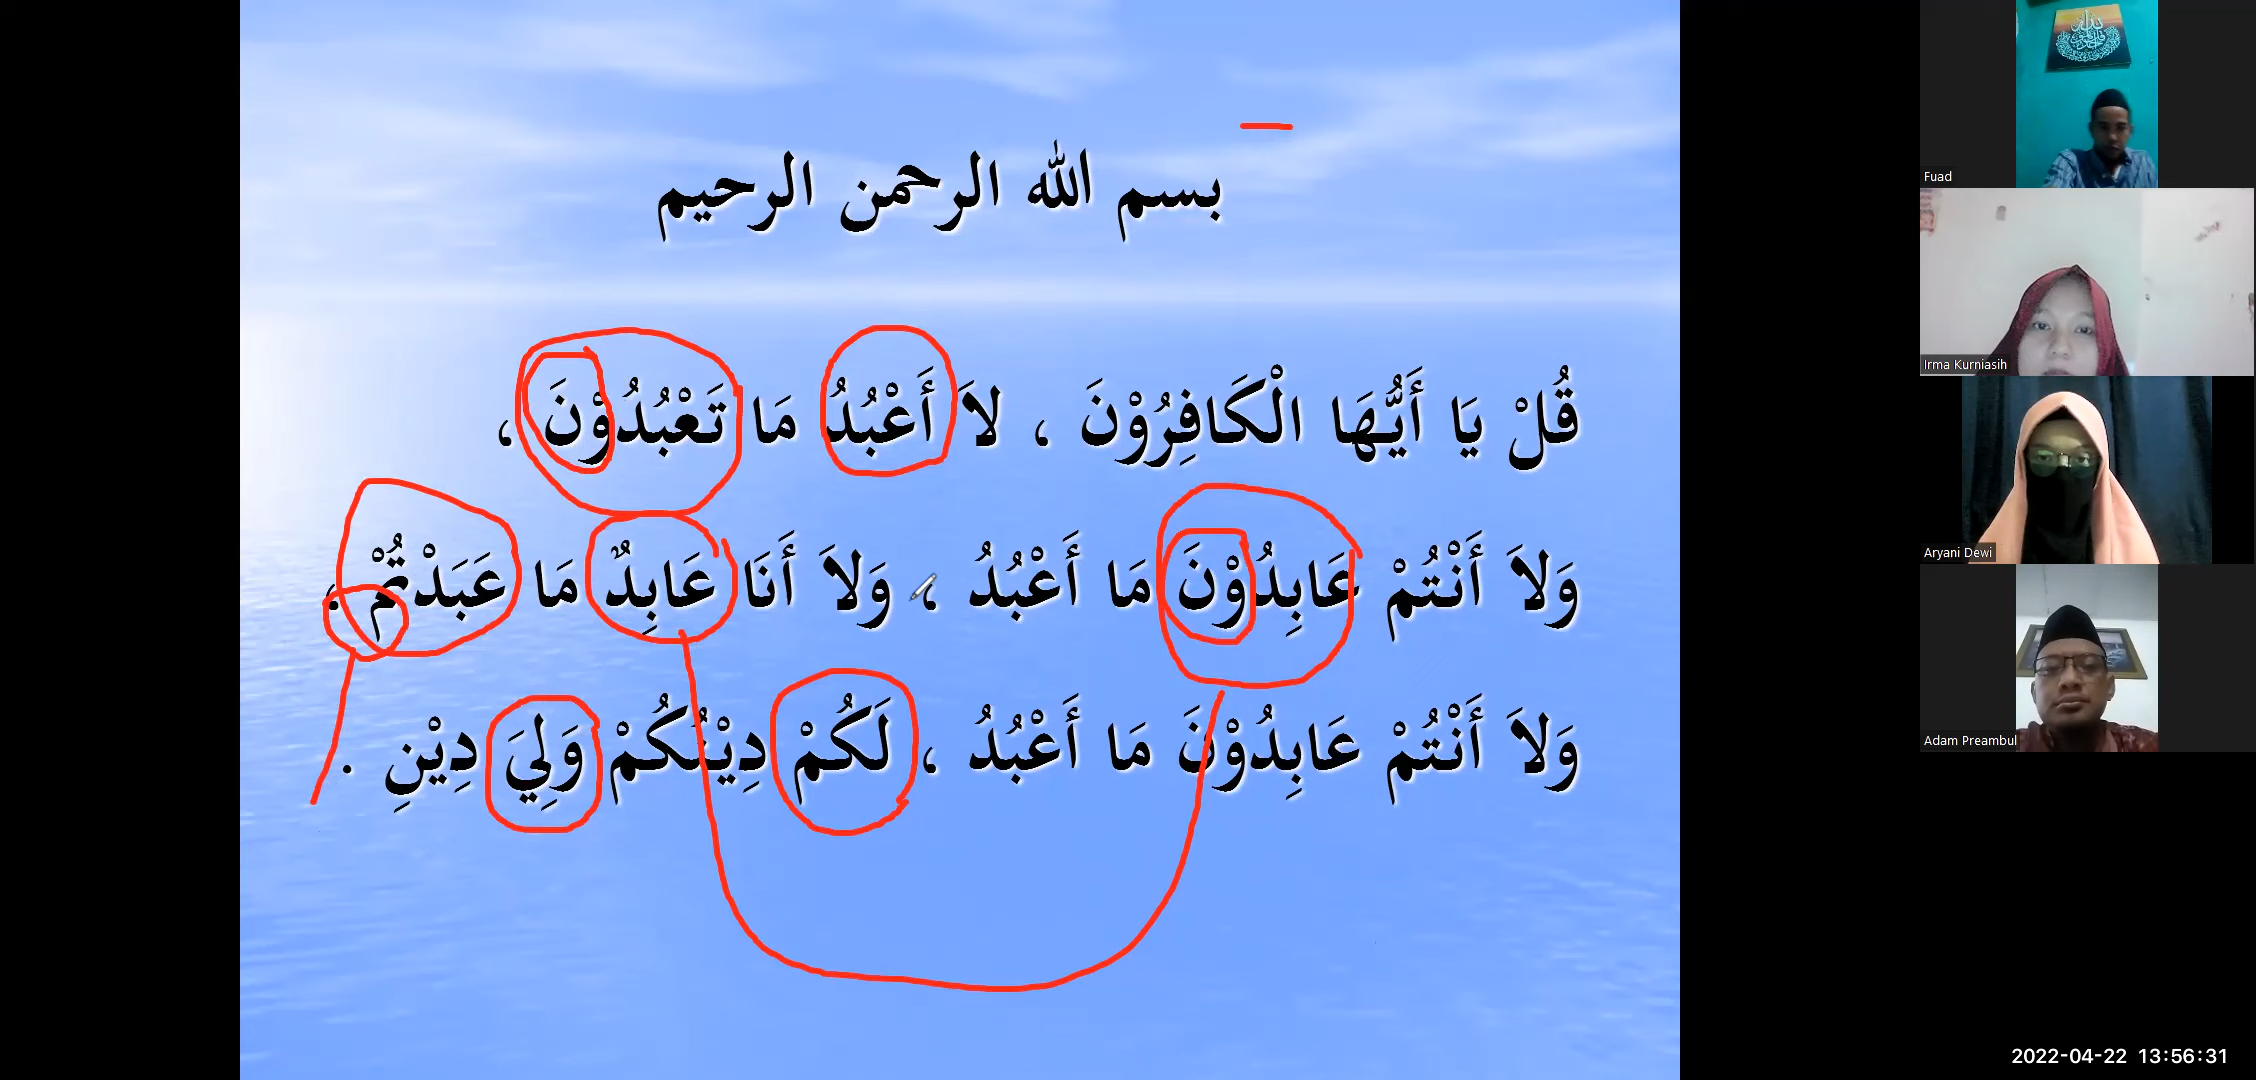 بسم الله الرحمن الرحيم
قُلْ يَا أَيُّهَا الْكَافِرُوْنَ ، لاَ أَعْبُدُ مَا تَعْبُدُوْنَ ،
وَلاَ أَنْتُمْ عَابِدُوْنَ مَا أَعْبُدُ ، وَلاَ أَنَا عَابِدٌ مَا عَبَدْتُمْ ،
وَلاَ أَنْتُمْ عَابِدُوْنَ مَا أَعْبُدُ ، لَكُمْ دِيْنُكُمْ وَلِيَ دِيْنِ .
Fuad
Irma Kurniasih
Aryani Dewi
Adam Preambul
2022-04-22 13:56:31